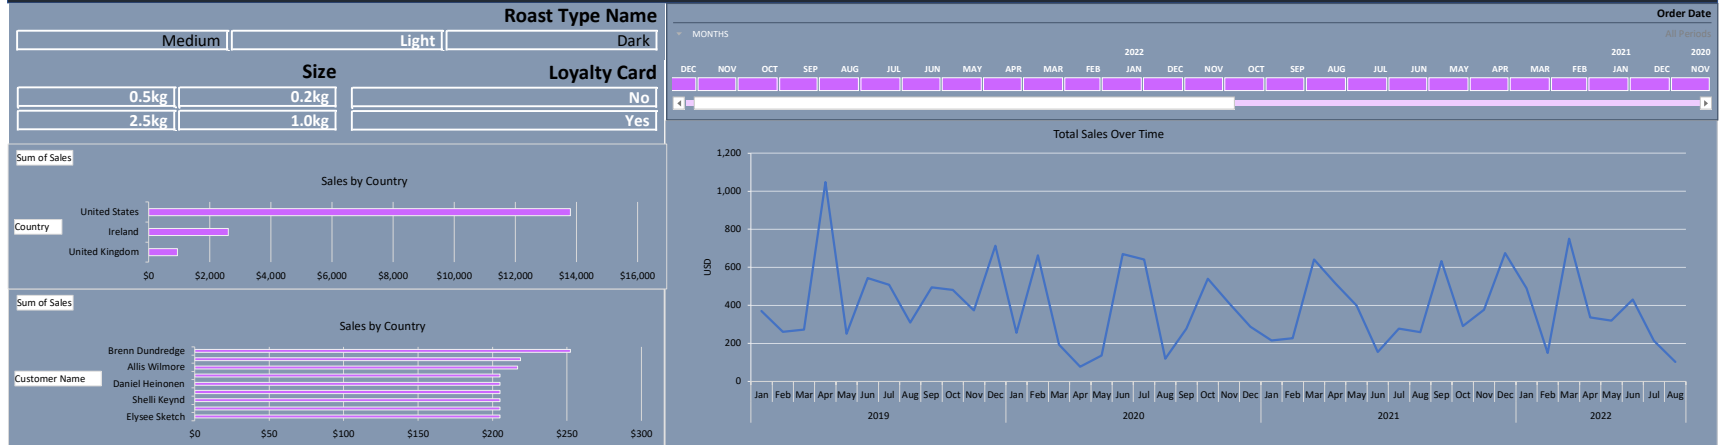 Roast Type Name
Medium Light Dark
Size
0.5kg 0.2kg
2.5kg 1.0kg
Loyalty Card
No
Yes
Order Date
MONTHS All Periods
2022 2021 2020
DEC NOV OCT SEP AUG JUL JUN MAY APR MAR FEB JAN DEC NOV OCT SEP AUG JUL JUN MAY APR MAR FEB JAN DEC NOV
Sum of Sales
Sales by Country
Country
United States
Ireland
United Kingdom
$0 $2,000 $4,000 $6,000 $8,000 $10,000 $12,000 $14,000 $16,000
Sum of Sales
Sales by Country
Customer Name
Brenn Dundredge
Allis Wilmore
Daniel Heinonen
Shelli Keynd
Elysee Sketch
$0 $50 $100 $150 $200 $250 $300
Total Sales Over Time
USD
1,200
1,000
800
600
400
200
0
Jan Feb Mar Apr May Jun Jul Aug Sep Oct Nov Dec Jan Feb Mar Apr May Jun Jul Aug Sep Oct Nov Dec Jan Feb Mar Apr May Jun Jul Aug Sep Oct Nov Dec Jan Feb Mar Apr May Jun Jul Aug
2019 2020 2021 2022